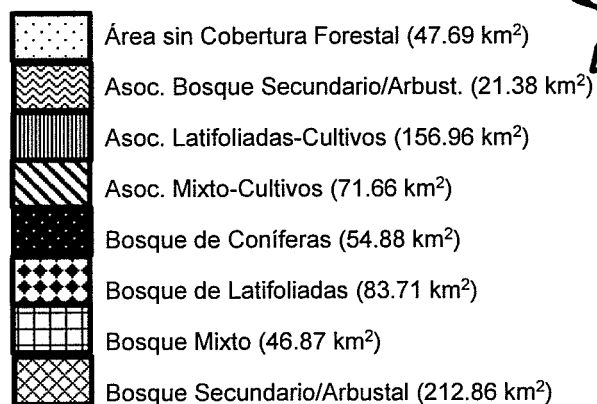 Área sin Cobertura Forestal (47.69 km²)
Asoc. Bosque Secundario/Arbust. (21.38 km²)
Asoc. Latifoliadas-Cultivos (156.96 km²)
Asoc. Mixto-Cultivos (71.66 km²)
Bosque de Coníferas (54.88 km²)
Bosque de Latifoliadas (83.71 km²)
Bosque Mixto (46.87 km²)
Bosque Secundario/Arbustal (212.86 km²)